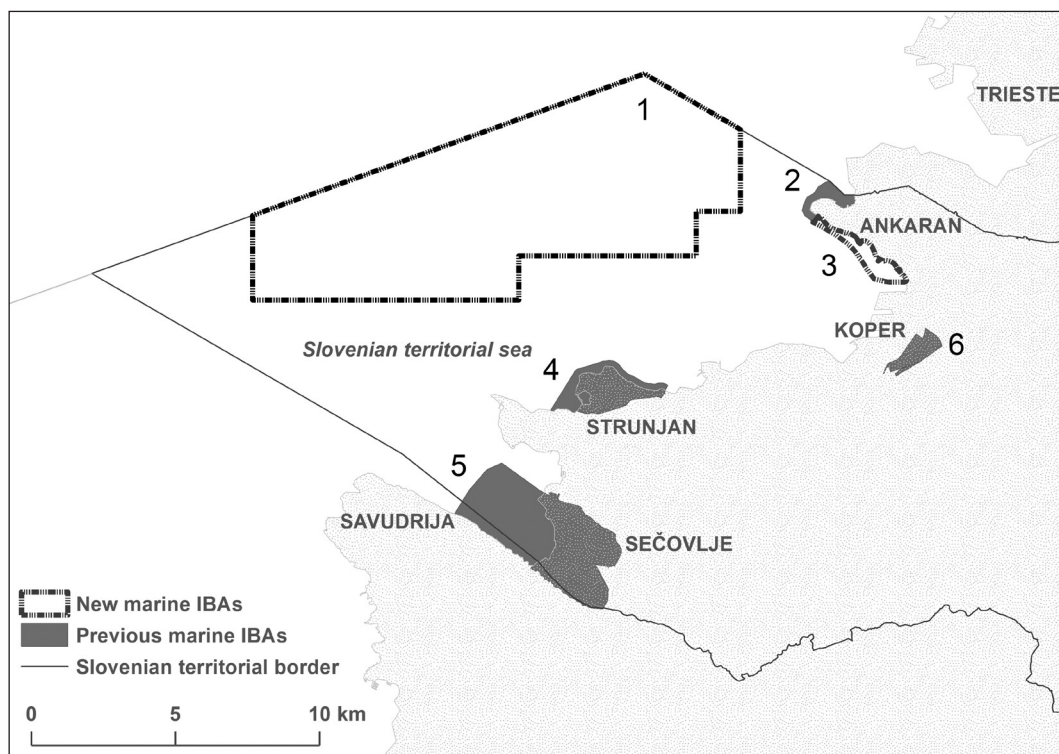 1
TRIESTE
2
ANKARAN
3
KOPER
6
Slovenian territorial sea
4
STRUNJAN
5
SAVUDRIJA
SEČOVLJE
New marine IBAs
Previous marine IBAs
Slovenian territorial border
0 5 10 km